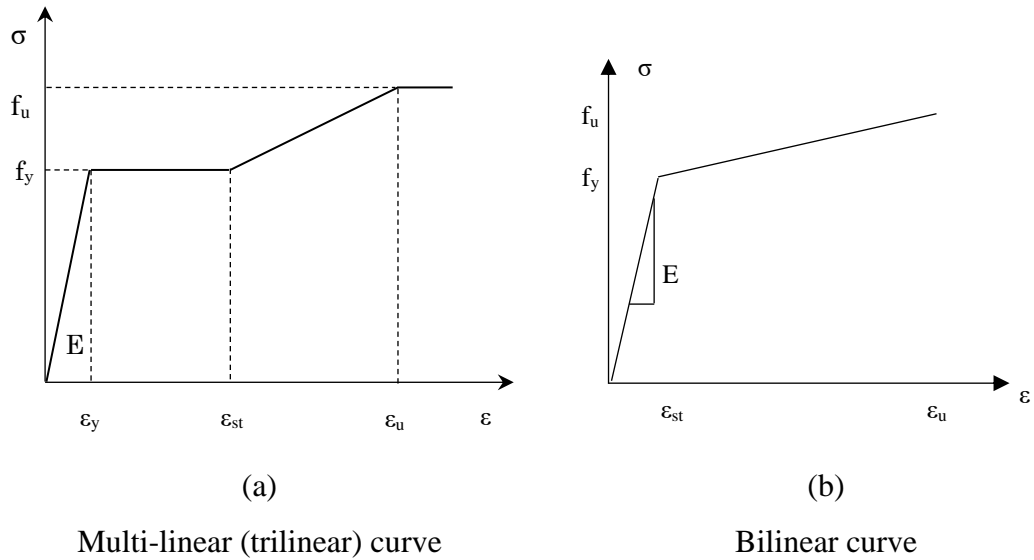 σ
f_u
f_y
E
ε_y
ε_st
ε_u
ε
(a)
Multi-linear (trilinear) curve
σ
f_u
f_y
E
ε_st
ε_u
ε
(b)
Bilinear curve